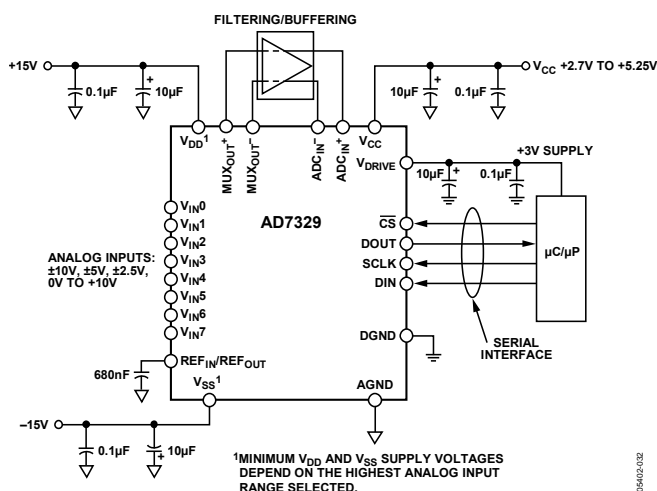 FILTERING/BUFFERING
+15V
0.1µF
+
10µF
10µF
+
0.1µF
VCC +2.7V TO +5.25V
VDD1
MUXOUT+
MUXOUT–
ADCIN–
ADCIN+
VCC
VDRIVE
+3V SUPPLY
10µF
+
0.1µF
AD7329
VIN0
VIN1
VIN2
VIN3
VIN4
VIN5
VIN6
VIN7
ANALOG INPUTS:
±10V, ±5V, ±2.5V,
0V TO +10V
CS
DOUT
SCLK
DIN
µC/µP
DGND
SERIAL
INTERFACE
REFIN/REFOUT
680nF
VSS1
AGND
–15V
0.1µF
+
10µF
1MINIMUM VDD AND VSS SUPPLY VOLTAGES
DEPEND ON THE HIGHEST ANALOG INPUT
RANGE SELECTED.
05402-032